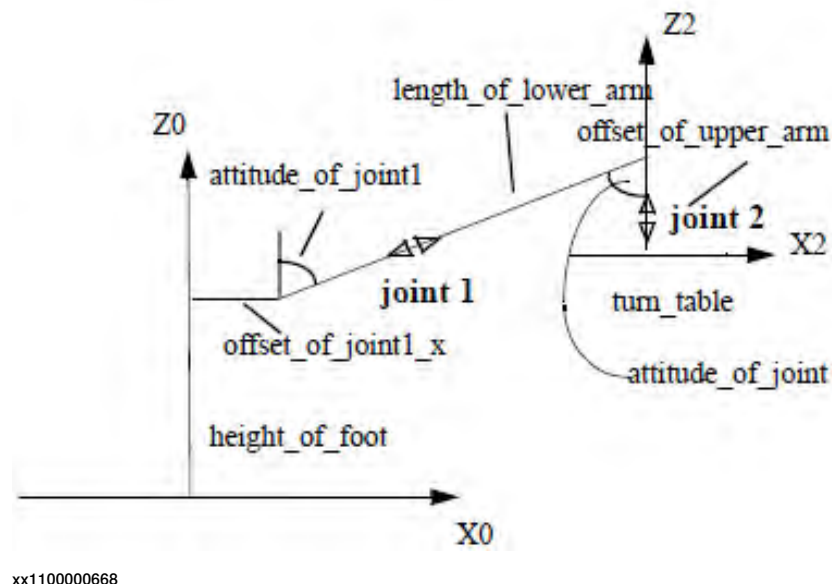 Z2
length_of_lower_arm
Z0
offset_of_upper_arm
attitude_of_joint1
joint 2
X2
joint 1
turn_table
offset_of_joint1_x
attitude_of_joint
height_of_foot
X0
xx1100000668